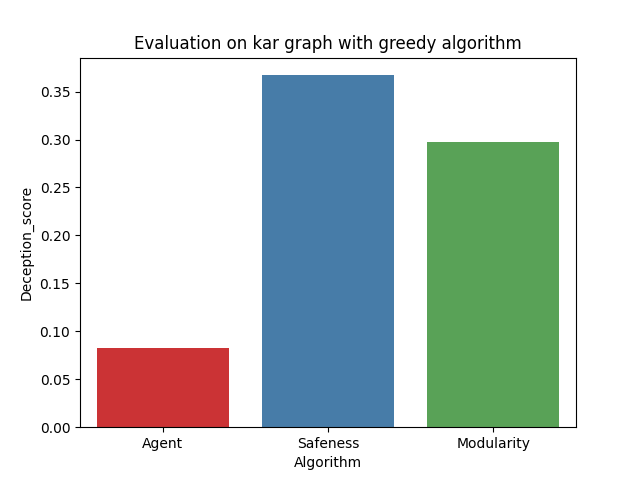 Evaluation on kar graph with greedy algorithm
Deception_score
0.35
0.30
0.25
0.20
0.15
0.10
0.05
0.00
Agent Safeness Modularity
Algorithm